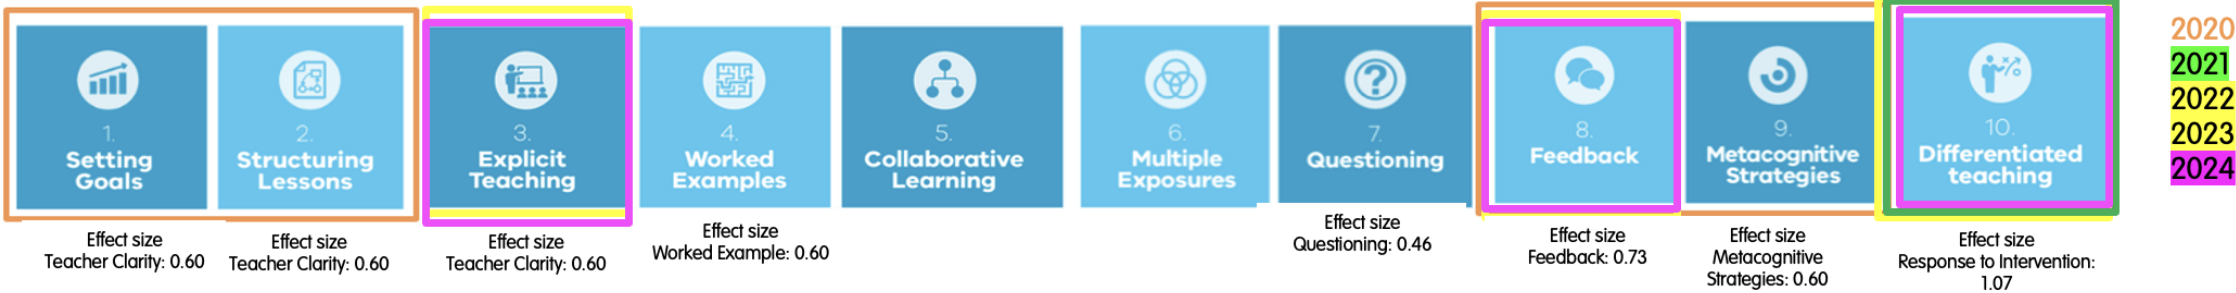 1.
Setting
Goals
2.
Structuring
Lessons
3.
Explicit
Teaching
4.
Worked
Examples
5.
Collaborative
Learning
6.
Multiple
Exposures
7.
Questioning
8.
Feedback
9.
Metacognitive
Strategies
10.
Differentiated
teaching
2020
2021
2022
2023
2024
Effect size
Teacher Clarity: 0.60
Effect size
Teacher Clarity: 0.60
Effect size
Teacher Clarity: 0.60
Effect size
Worked Example: 0.60
Effect size
Questioning: 0.46
Effect size
Feedback: 0.73
Effect size
Metacognitive
Strategies: 0.60
Effect size
Response to Intervention:
1.07